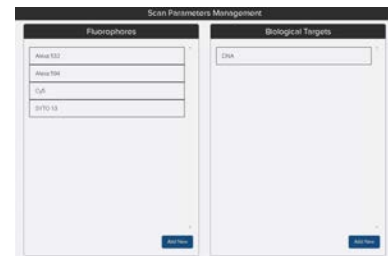 Scan Parameters Management
Fluorophores
Alexa 532
Alexa 594
Cy5
SYTO 13
Add New
Biological Targets
DNA
Add New